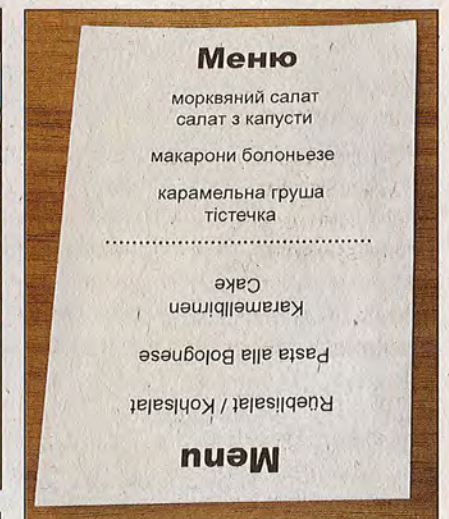 Меню
морквяний салат
салат з капусти
макарони болоньезе
карамельна груша
тістечка
Menu
Rüeblisalat / Kohlsalat
Pasta alla Bolognese
Karamellbirnen
Cake